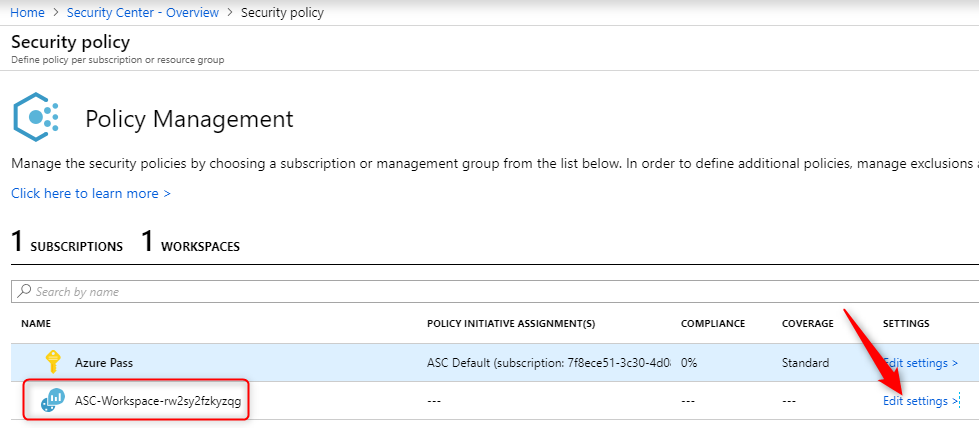 Home > Security Center - Overview > Security policy
Security policy
Define policy per subscription or resource group
Policy Management
Manage the security policies by choosing a subscription or management group from the list below. In order to define additional policies, manage exclusions a
Click here to learn more >
1 SUBSCRIPTIONS 1 WORKSPACES
Search by name
NAME POLICY INITIATIVE ASSIGNMENT(S) COMPLIANCE COVERAGE SETTINGS
Azure Pass ASC Default (subscription: 7f8ece51-3c30-4d0 0% Standard Edit settings >
ASC-Workspace-rw2sy2fzkyzqg --- --- --- Edit settings >